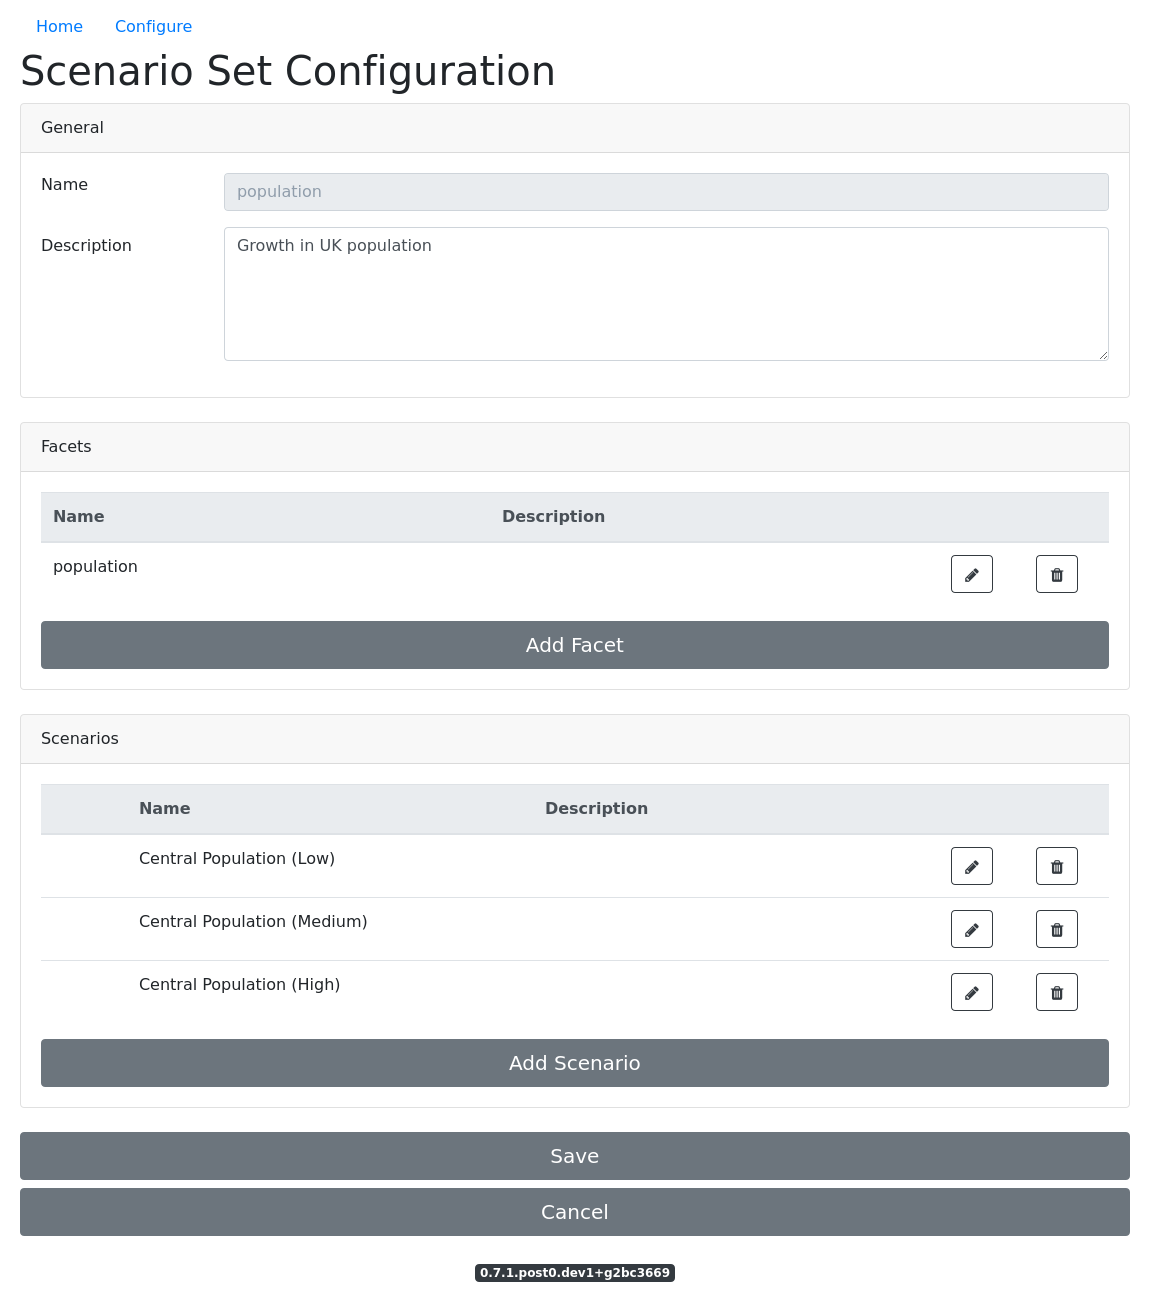 Home Configure
Scenario Set Configuration
General
Name population
Description Growth in UK population
Facets
Name Description
population
Add Facet
Scenarios
Name Description
Central Population (Low)
Central Population (Medium)
Central Population (High)
Add Scenario
Save
Cancel
0.7.1.post0.dev1+g2bc3669